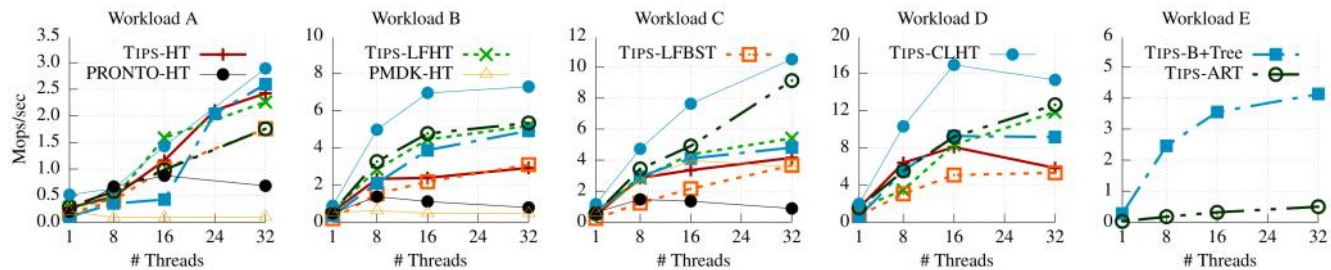 Workload A
Workload B
Workload C
Workload D
Workload E
Mops/sec
3.5
3.0
2.5
2.0
1.5
1.0
0.5
0.0
TIPS-HT
PRONTO-HT
1 8 16 24 32
# Threads
10
8
6
4
2
0
TIPS-LFHT
PMDK-HT
1 8 16 24 32
# Threads
12
10
8
6
4
2
0
TIPS-LFBST
1 8 16 24 32
# Threads
20
16
12
8
4
0
TIPS-CLHT
1 8 16 24 32
# Threads
6
5
4
3
2
1
0
TIPS-B+Tree
TIPS-ART
1 8 16 24 32
# Threads